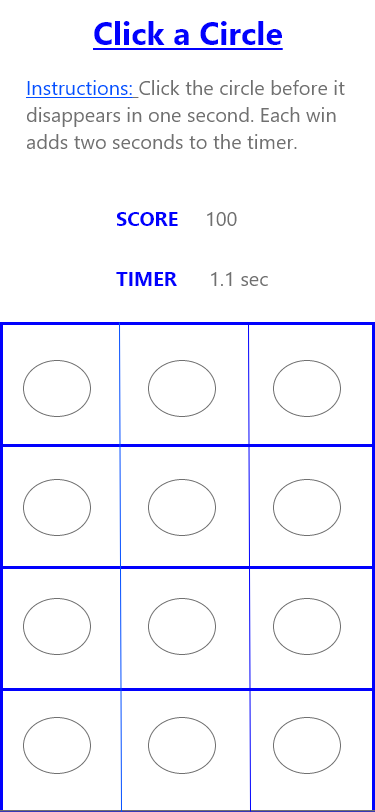 Click a Circle
Instructions: Click the circle before it
disappears in one second. Each win
adds two seconds to the timer.
SCORE 100
TIMER 1.1 sec